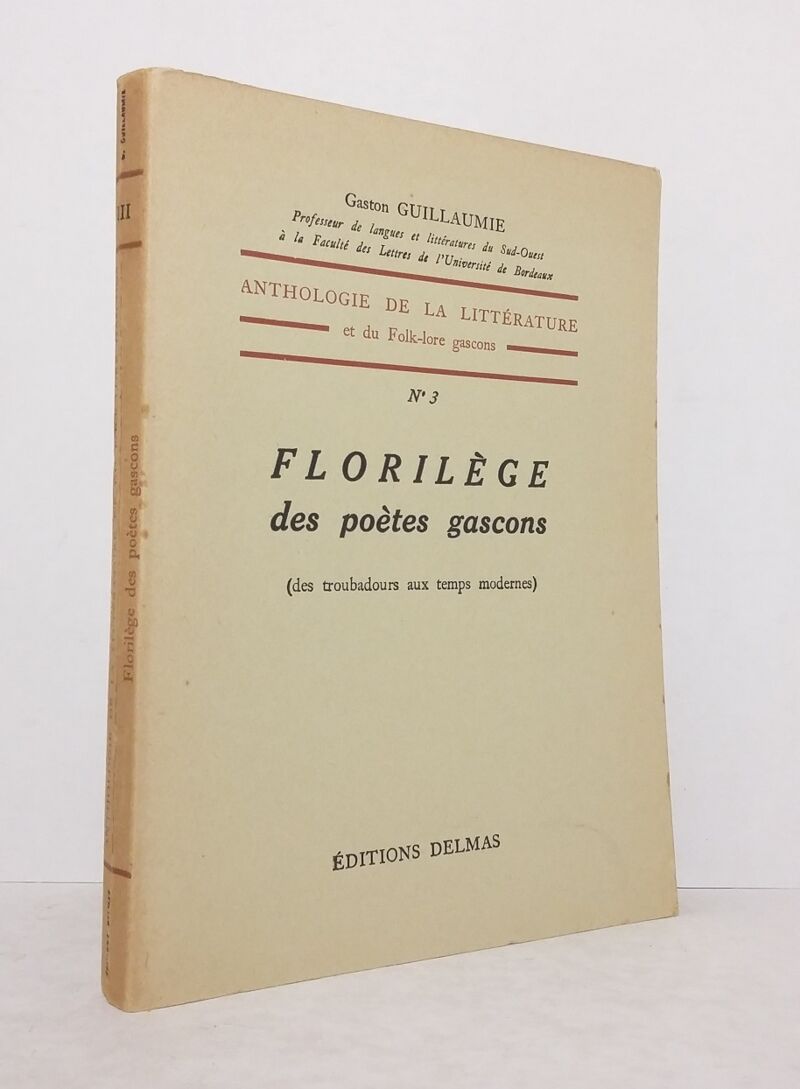 Gaston GUILLAUMIE
Professeur de langues et littératures du Sud-Ouest
à la Faculté des Lettres de l'Université de Bordeaux
ANTHOLOGIE DE LA LITTÉRATURE
et du Folk-lore gascons
N° 3
FLORILÈGE
des poètes gascons
(des troubadours aux temps modernes)
ÉDITIONS DELMAS
G. GUILLAUMIE
III
Florilège des poètes gascons